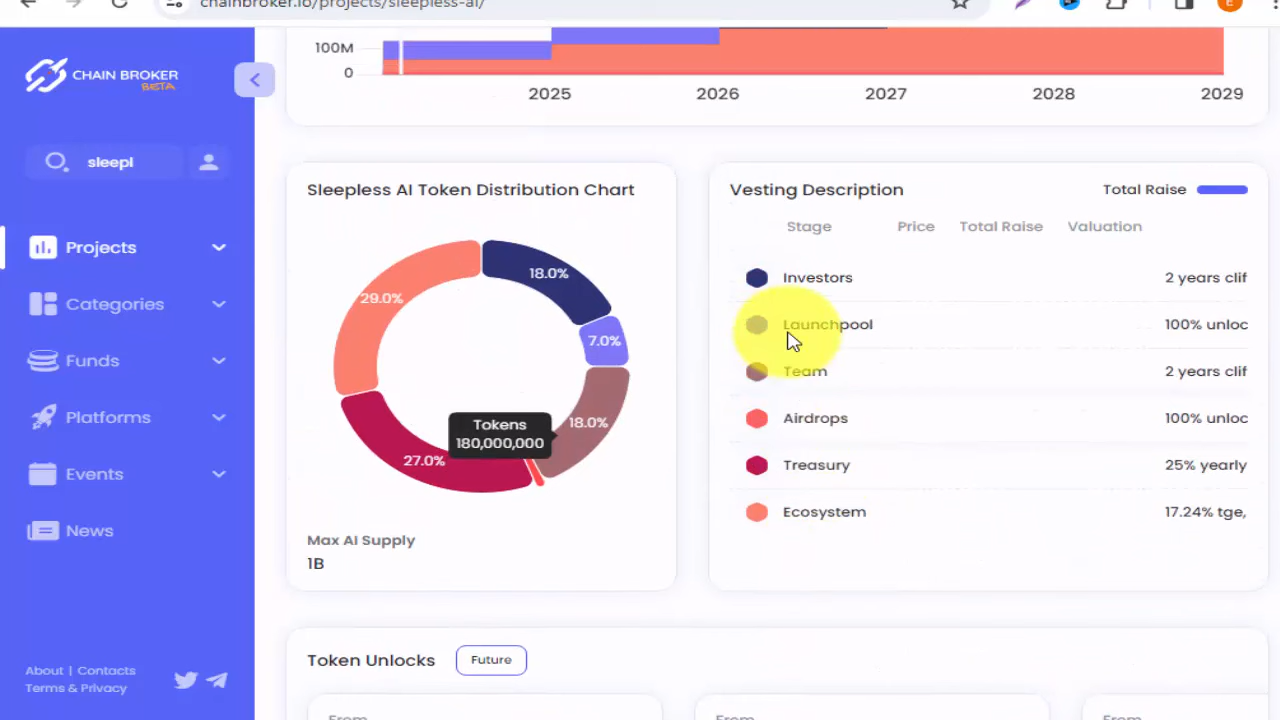 chainbroker.io/projects/sleepless-ai/
E
CHAIN BROKER
BETA
sleepl
Projects
Categories
Funds
Platforms
Events
News
About | Contacts
Terms & Privacy
100M
0
2025 2026 2027 2028 2029
Sleepless AI Token Distribution Chart
18.0%
29.0%
7.0%
18.0%
Tokens
180,000,000
27.0%
Max AI Supply
1B
Vesting Description Total Raise
Stage Price Total Raise Valuation
Investors 2 years clif
Launchpool 100% unloc
Team 2 years clif
Airdrops 100% unloc
Treasury 25% yearly
Ecosystem 17.24% tge,
Token Unlocks Future
From From From